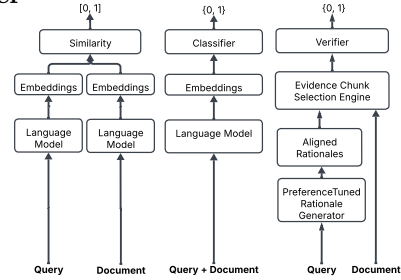 [0, 1]
{0, 1}
{0, 1}
Similarity
Classifier
Verifier
Embeddings
Embeddings
Embeddings
Evidence Chunk
Selection Engine
Language
Model
Language
Model
Language Model
Aligned
Rationales
PreferenceTuned
Rationale
Generator
Query
Document
Query + Document
Query
Document